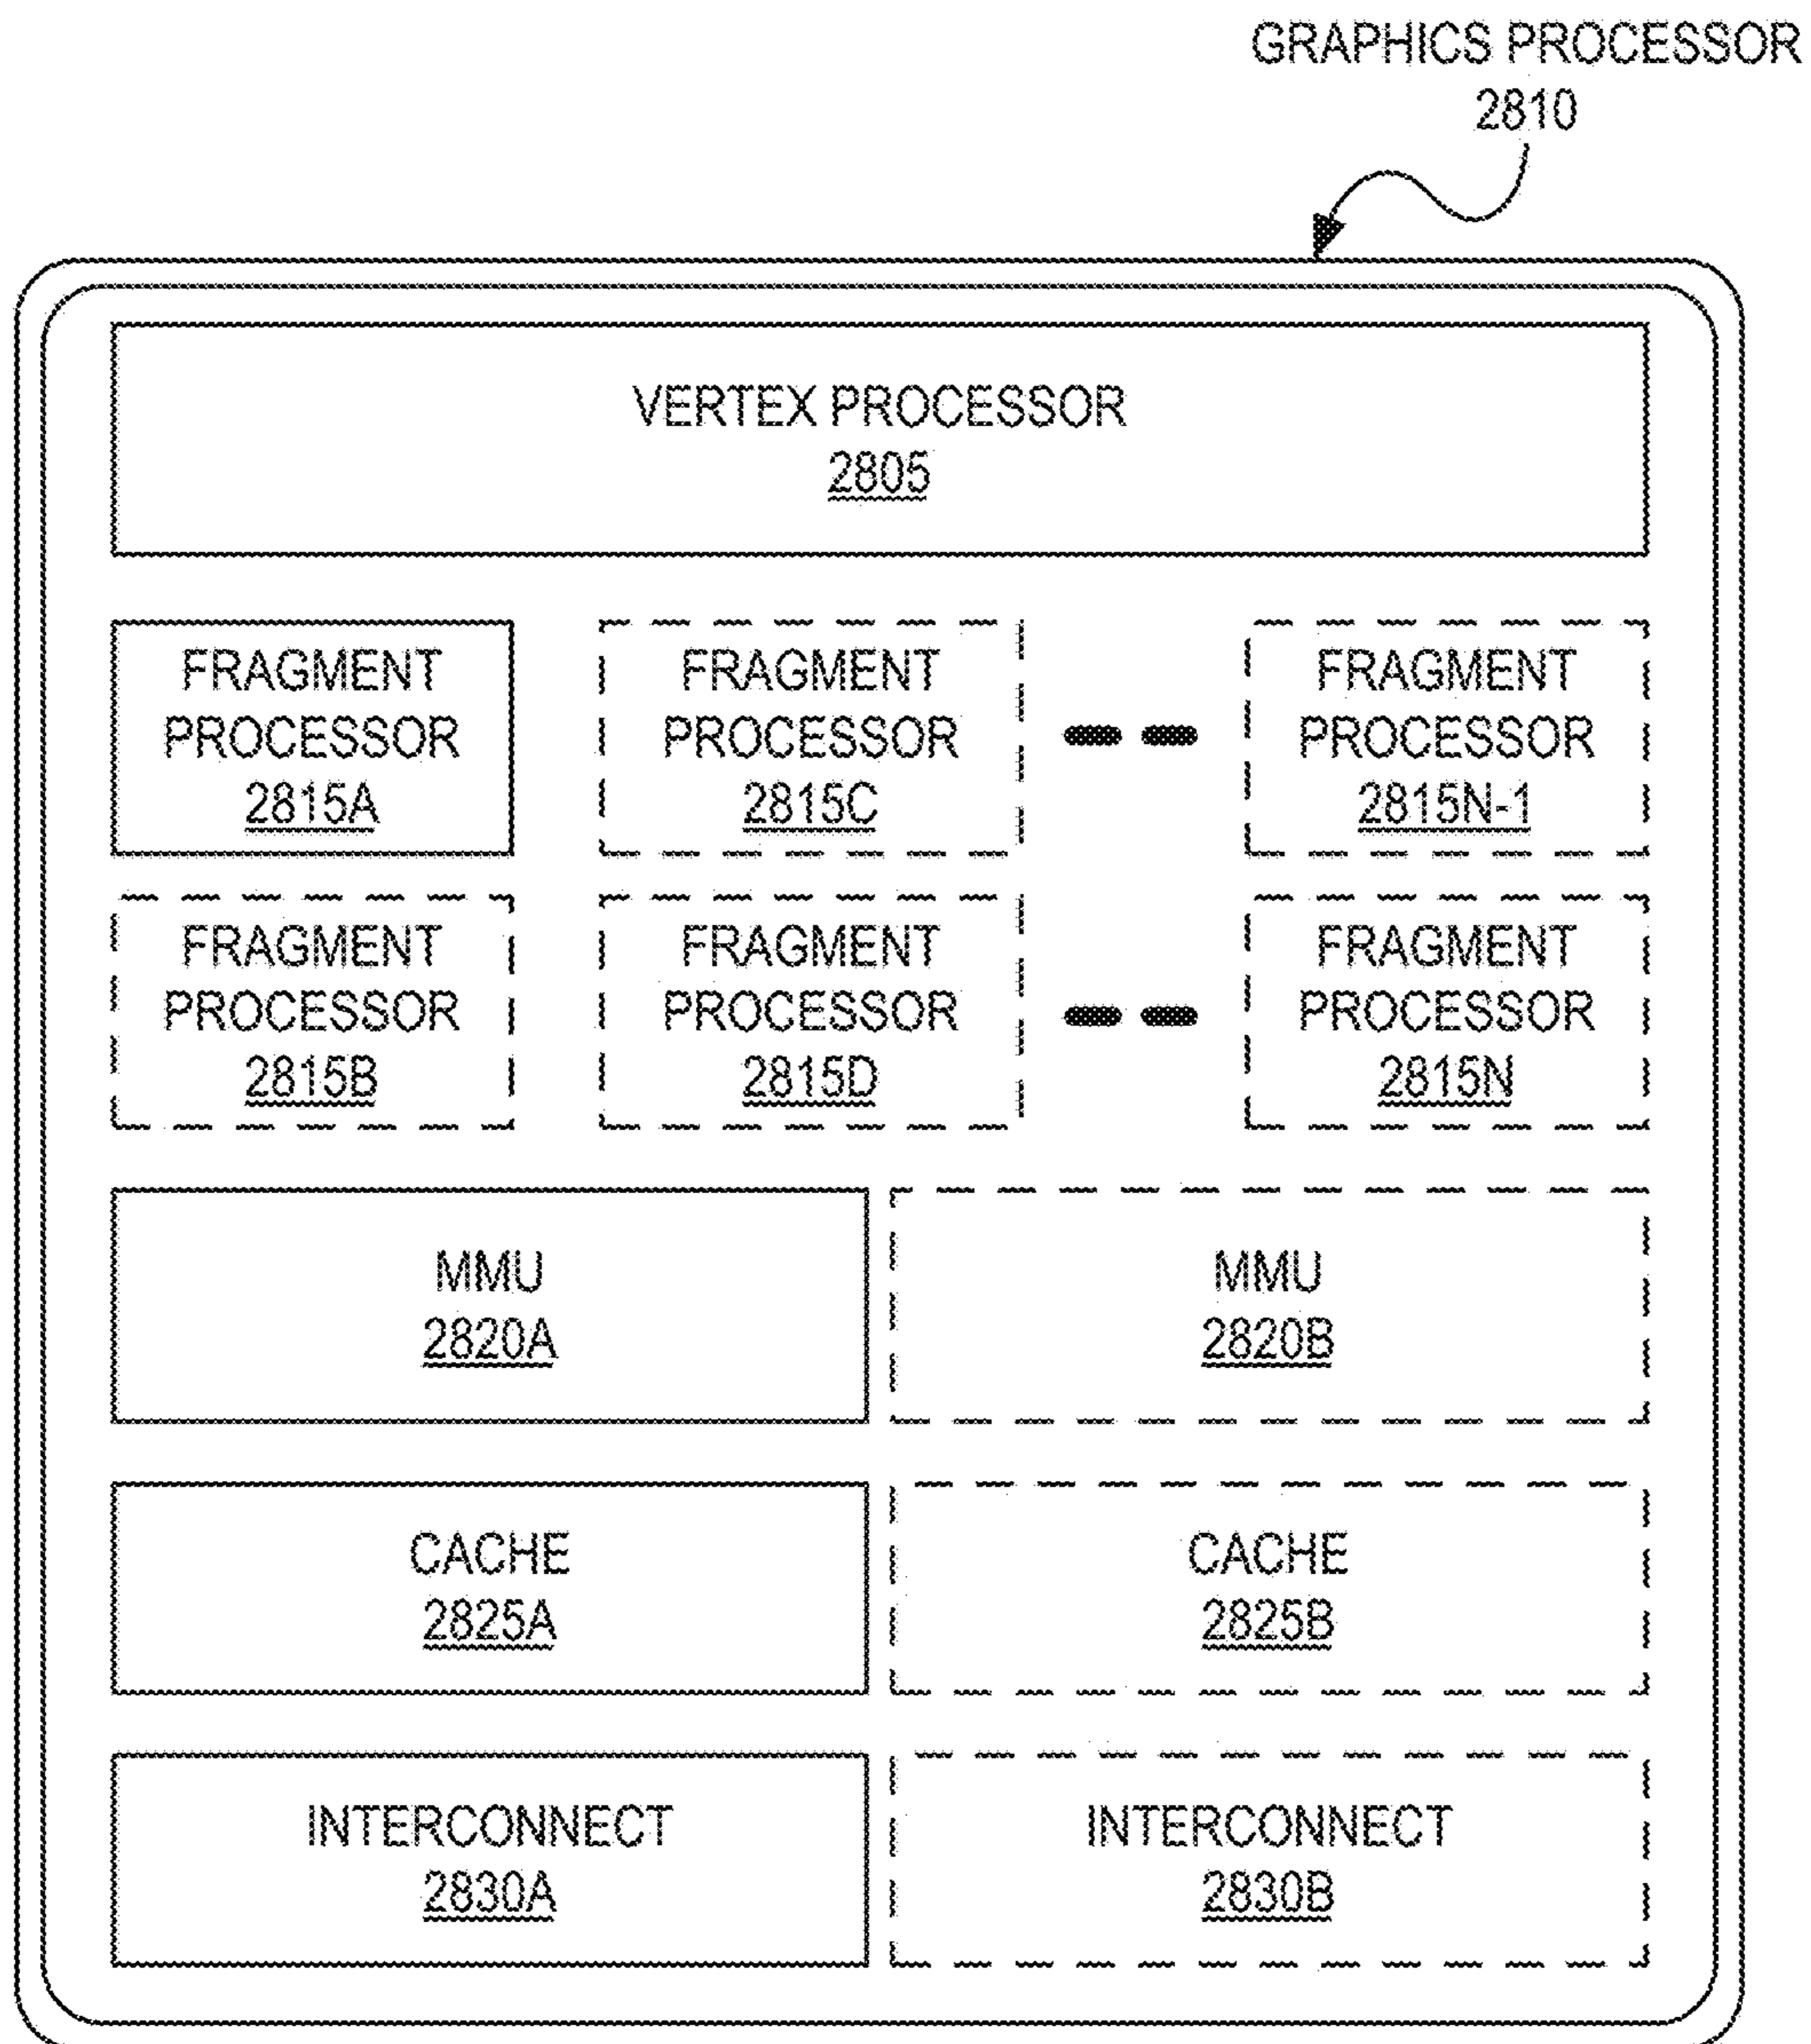 GRAPHICS PROCESSOR
2810
VERTEX PROCESSOR
2805
FRAGMENT
PROCESSOR
2815A
FRAGMENT
PROCESSOR
2815C
FRAGMENT
PROCESSOR
2815N-1
FRAGMENT
PROCESSOR
2815B
FRAGMENT
PROCESSOR
2815D
FRAGMENT
PROCESSOR
2815N
MMU
2820A
MMU
2820B
CACHE
2825A
CACHE
2825B
INTERCONNECT
2830A
INTERCONNECT
2830B